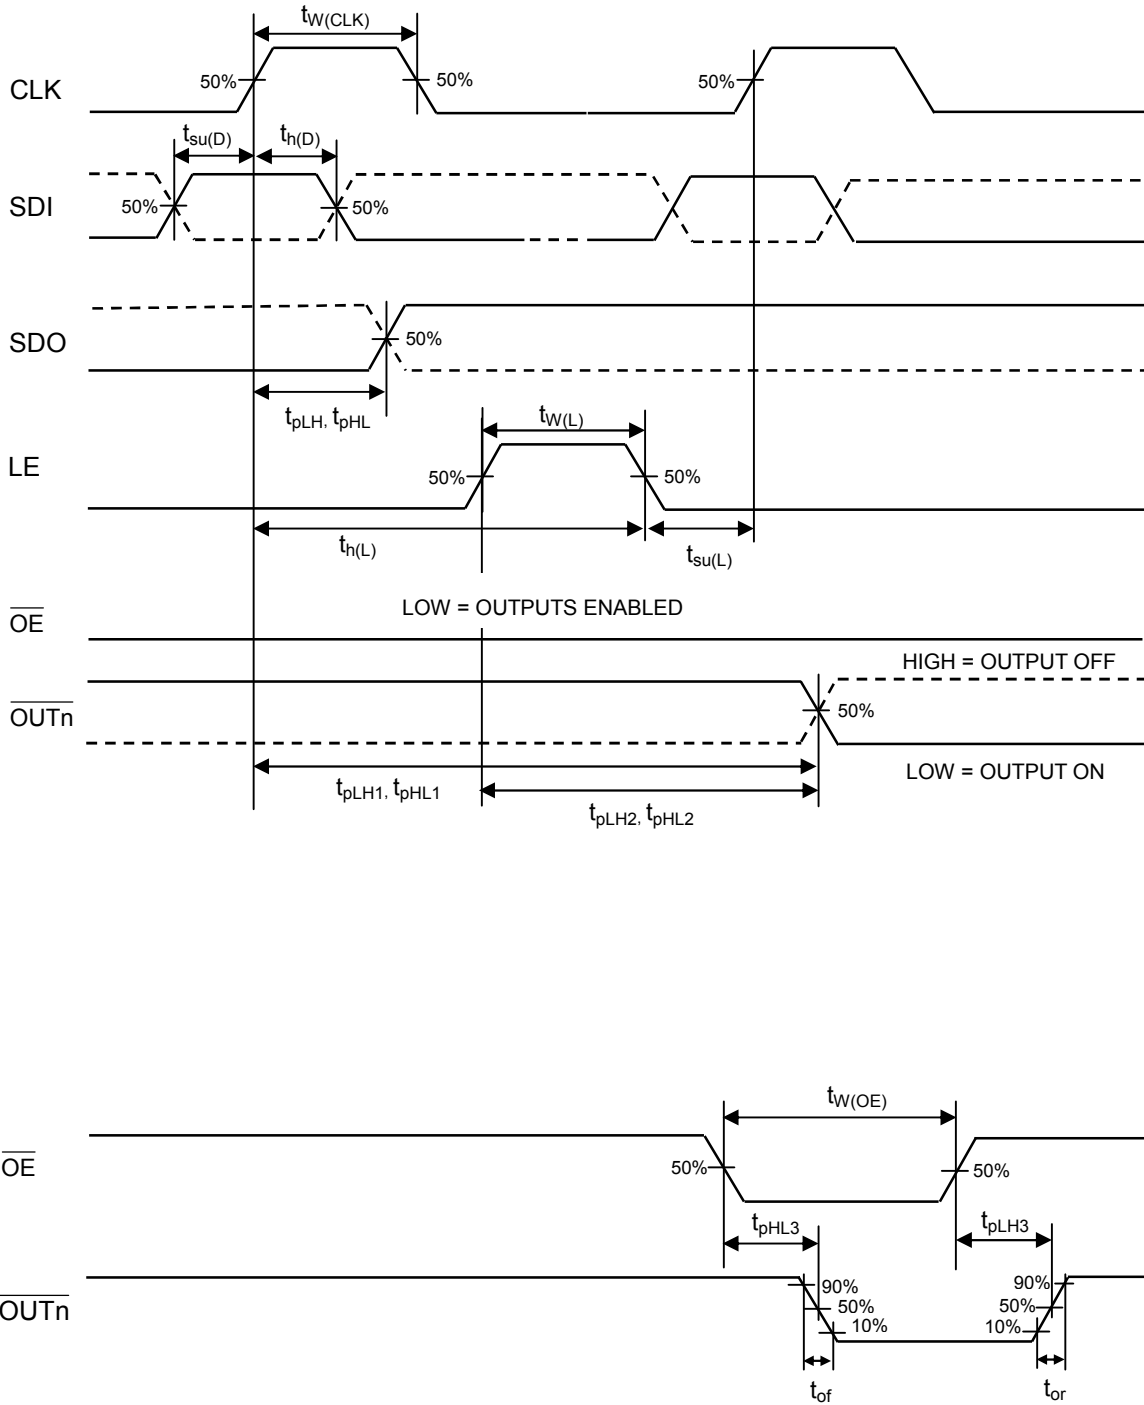 tW(CLK)
CLK
50%
50%
50%
tsu(D)
th(D)
SDI
50%
50%
SDO
50%
tpLH, tpHL
tW(L)
LE
50%
50%
th(L)
tsu(L)
LOW = OUTPUTS ENABLED
OE
HIGH = OUTPUT OFF
OUTn
50%
LOW = OUTPUT ON
tpLH1, tpHL1
tpLH2, tpHL2
tW(OE)
OE
50%
50%
tpHL3
tpLH3
90%
90%
OUTn
50%
50%
10%
10%
tof
tor